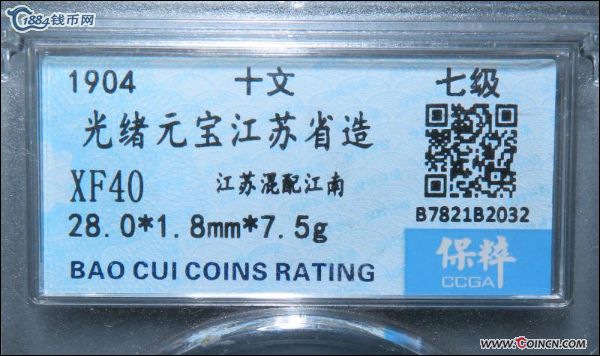 1884钱币网
1904 十文 七级
光绪元宝江苏省造
XF40 江苏混配江南
28.0*1.8mm*7.5g
B7821B2032
BAO CUI COINS RATING
保粹
CCGA
www.COINCN.com